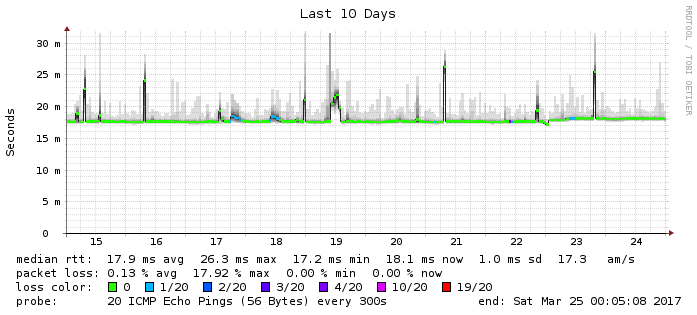 Last 10 Days
RRDTOOL / TOBI OETIKER
Seconds
30 m
25 m
20 m
15 m
10 m
5 m
0
15 16 17 18 19 20 21 22 23 24
median rtt: 17.9 ms avg 26.3 ms max 17.2 ms min 18.1 ms now 1.0 ms sd 17.3 am/s
packet loss: 0.13 % avg 17.92 % max 0.00 % min 0.00 % now
loss color: 0 1/20 2/20 3/20 4/20 10/20 19/20
probe: 20 ICMP Echo Pings (56 Bytes) every 300s end: Sat Mar 25 00:05:08 2017